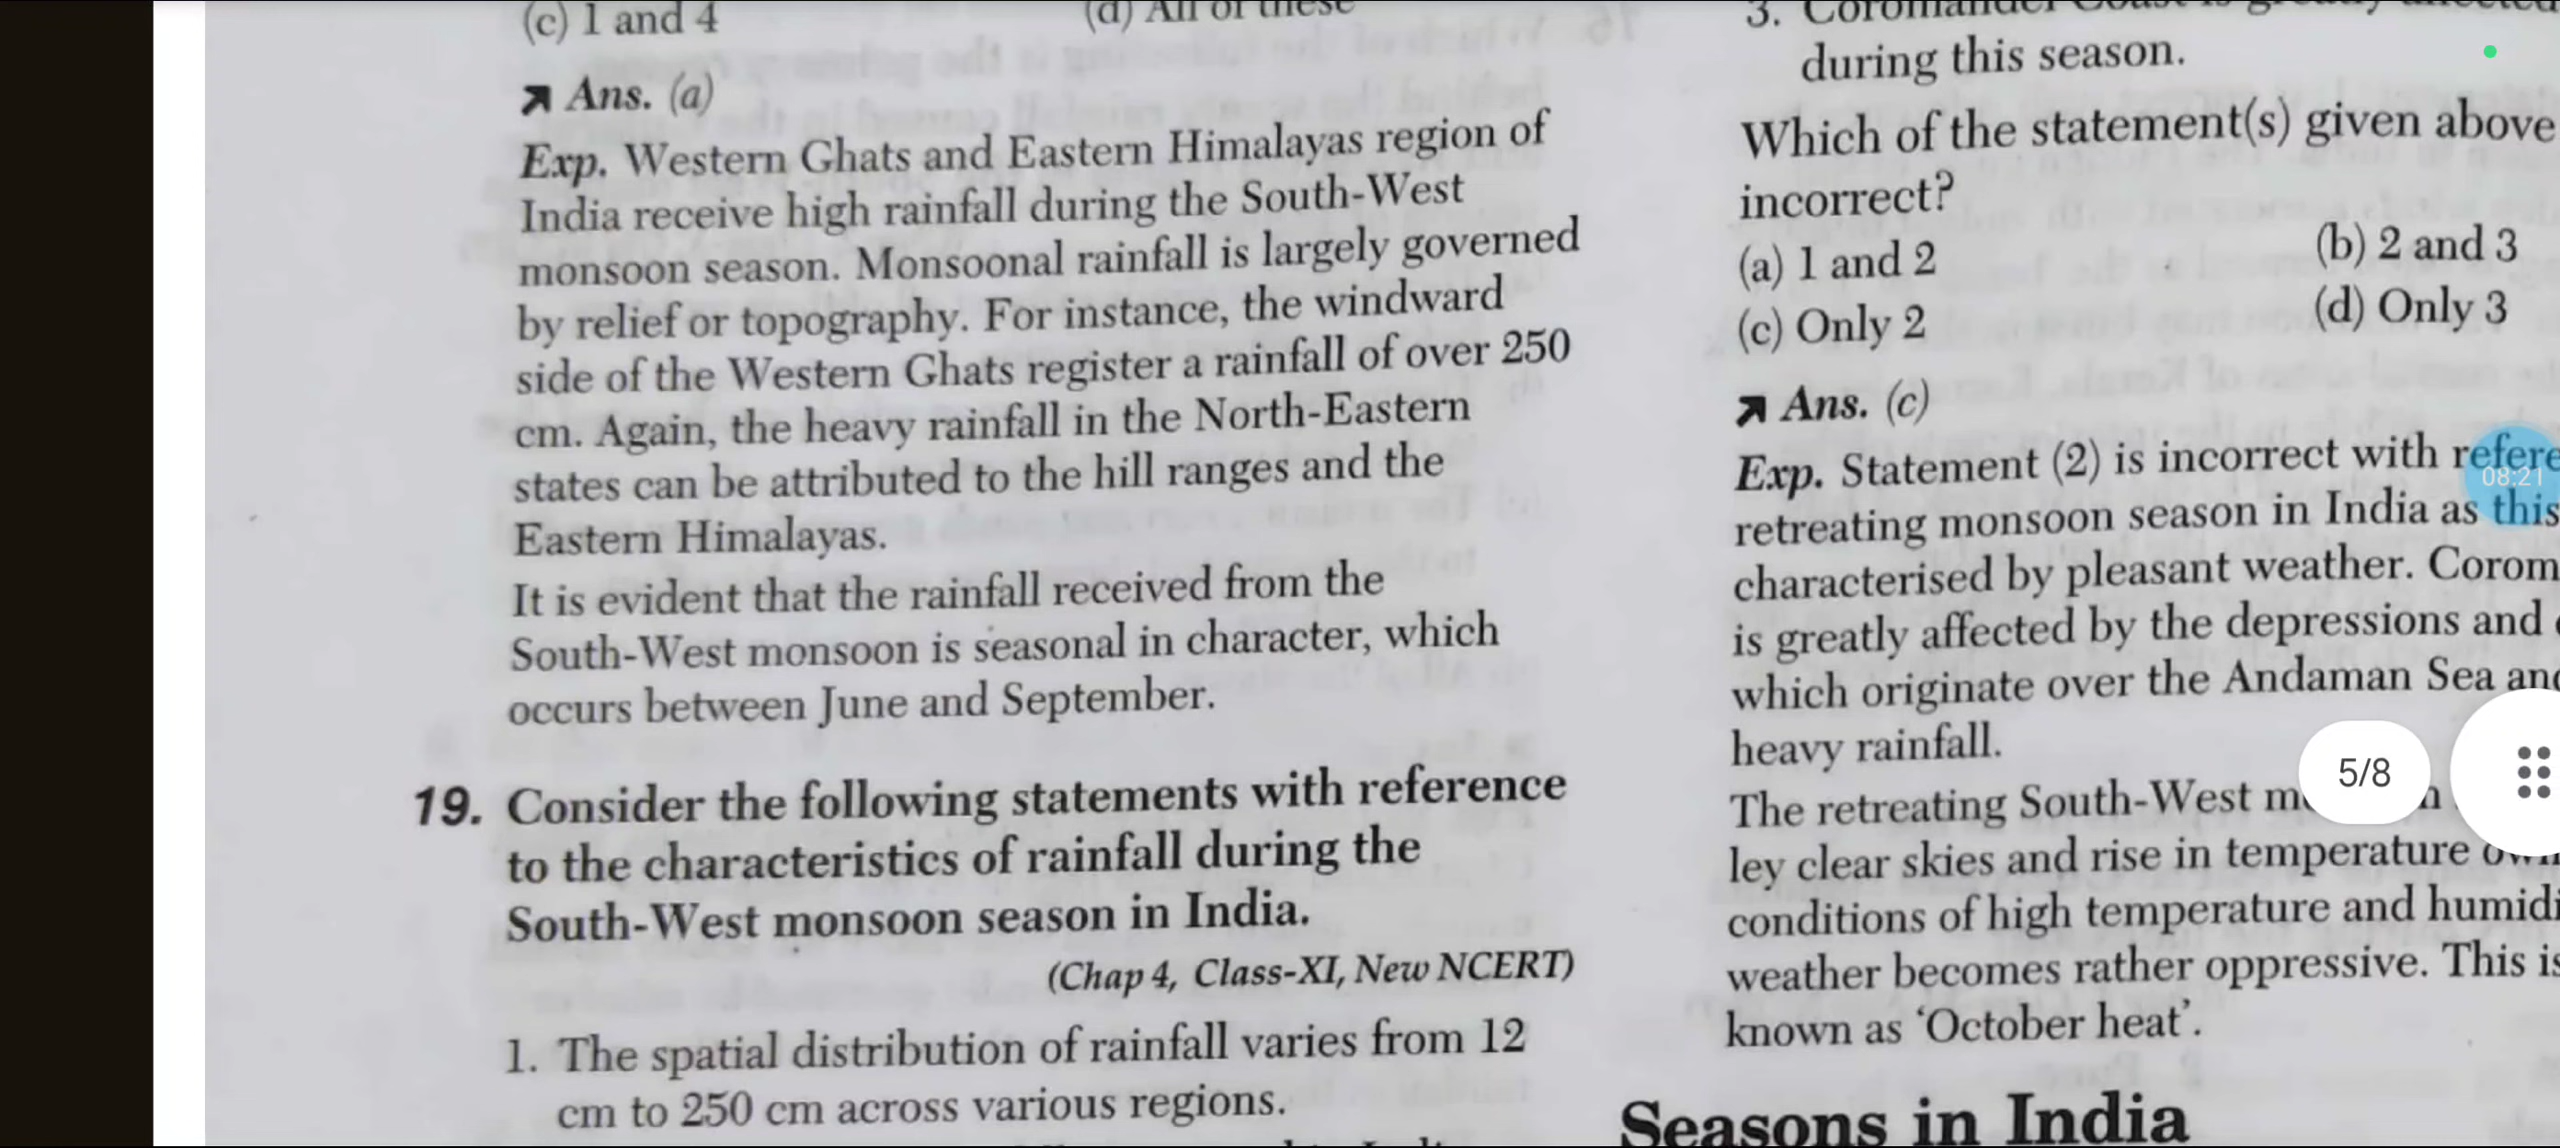 (c) 1 and 4
(d) All of these
Ans. (a)
Exp. Western Ghats and Eastern Himalayas region of
India receive high rainfall during the South-West
monsoon season. Monsoonal rainfall is largely governed
by relief or topography. For instance, the windward
side of the Western Ghats register a rainfall of over 250
cm. Again, the heavy rainfall in the North-Eastern
states can be attributed to the hill ranges and the
Eastern Himalayas.
It is evident that the rainfall received from the
South-West monsoon is seasonal in character, which
occurs between June and September.
19. Consider the following statements with reference
to the characteristics of rainfall during the
South-West monsoon season in India.
(Chap 4, Class-XI, New NCERT)
1. The spatial distribution of rainfall varies from 12
cm to 250 cm across various regions.
3. Coromandel Coast is greatly affected
during this season.
Which of the statement(s) given above
incorrect?
(a) 1 and 2
(b) 2 and 3
(c) Only 2
(d) Only 3
Ans. (c)
Exp. Statement (2) is incorrect with refere
retreating monsoon season in India as this
characterised by pleasant weather. Corom
is greatly affected by the depressions and
which originate over the Andaman Sea and
heavy rainfall.
The retreating South-West
ley clear skies and rise in temperature
conditions of high temperature and humidi
weather becomes rather oppressive. This is
known as ‘October heat’.
Seasons in India
08:21
5/8